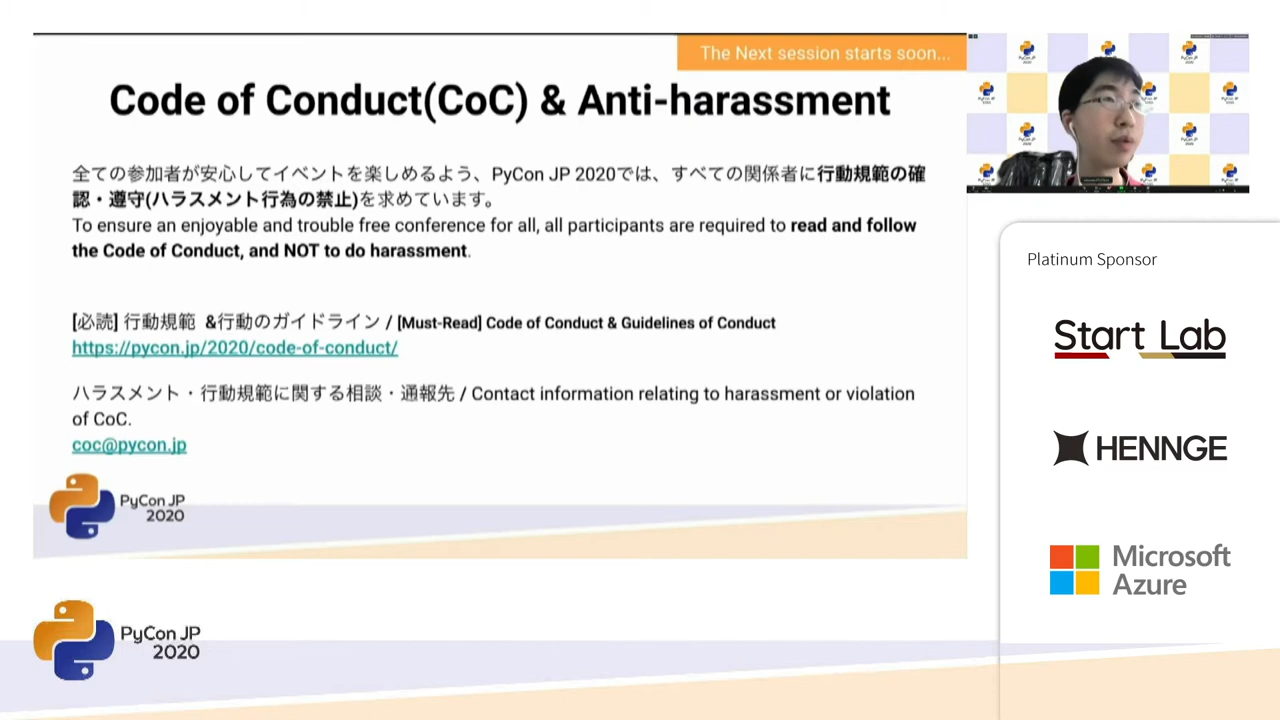 The Next session starts soon...
Code of Conduct(CoC) & Anti-harassment
全ての参加者が安心してイベントを楽しめるよう、PyCon JP 2020では、すべての関係者に行動規範の確
認・遵守(ハラスメント行為の禁止)を求めています。
To ensure an enjoyable and trouble free conference for all, all participants are required to read and follow
the Code of Conduct, and NOT to do harassment.
[必読] 行動規範 &行動のガイドライン / [Must-Read] Code of Conduct & Guidelines of Conduct
https://pycon.jp/2020/code-of-conduct/
ハラスメント・行動規範に関する相談・通報先 / Contact information relating to harassment or violation
of CoC.
coc@pycon.jp
PyCon JP
2020
Platinum Sponsor
Start Lab
HENNGE
Microsoft
Azure
PyCon JP
2020